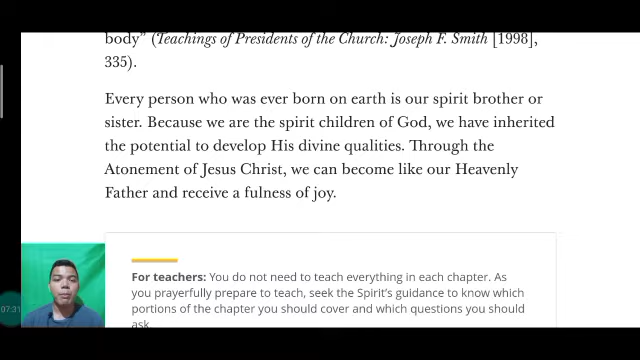 body” (Teachings of Presidents of the Church: Joseph F. Smith [1998],
335).
Every person who was ever born on earth is our spirit brother or
sister. Because we are the spirit children of God, we have inherited
the potential to develop His divine qualities. Through the
Atonement of Jesus Christ, we can become like our Heavenly
Father and receive a fulness of joy.
For teachers: You do not need to teach everything in each chapter. As
you prayerfully prepare to teach, seek the Spirit’s guidance to know which
portions of the chapter you should cover and which questions you should
ask.
07:31